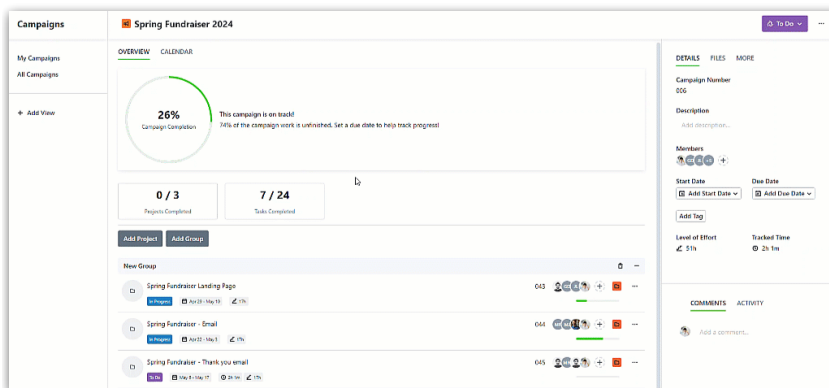 Campaigns
Spring Fundraiser 2024
To Do
My Campaigns
All Campaigns
+ Add View
OVERVIEW CALENDAR
26%
Campaign Completion
This campaign is on track!
74% of the campaign work is unfinished. Set a due date to help track progress!
0 / 3
Projects Completed
7 / 24
Tasks Completed
Add Project Add Group
New Group
Spring Fundraiser Landing Page
043
In Progress
17h
Spring Fundraiser - Email
044
In Progress
Apr 22 - May 3
17h
Spring Fundraiser - Thank you email
045
To Do
May 8 - May 17
2h 1m
17h
DETAILS FILES MORE
Campaign Number
006
Description
Add description...
Members
Start Date Due Date
Add Start Date Add Due Date
Add Tag
Level of Effort Tracked Time
51h 2h 1m
COMMENTS ACTIVITY
Add a comment...